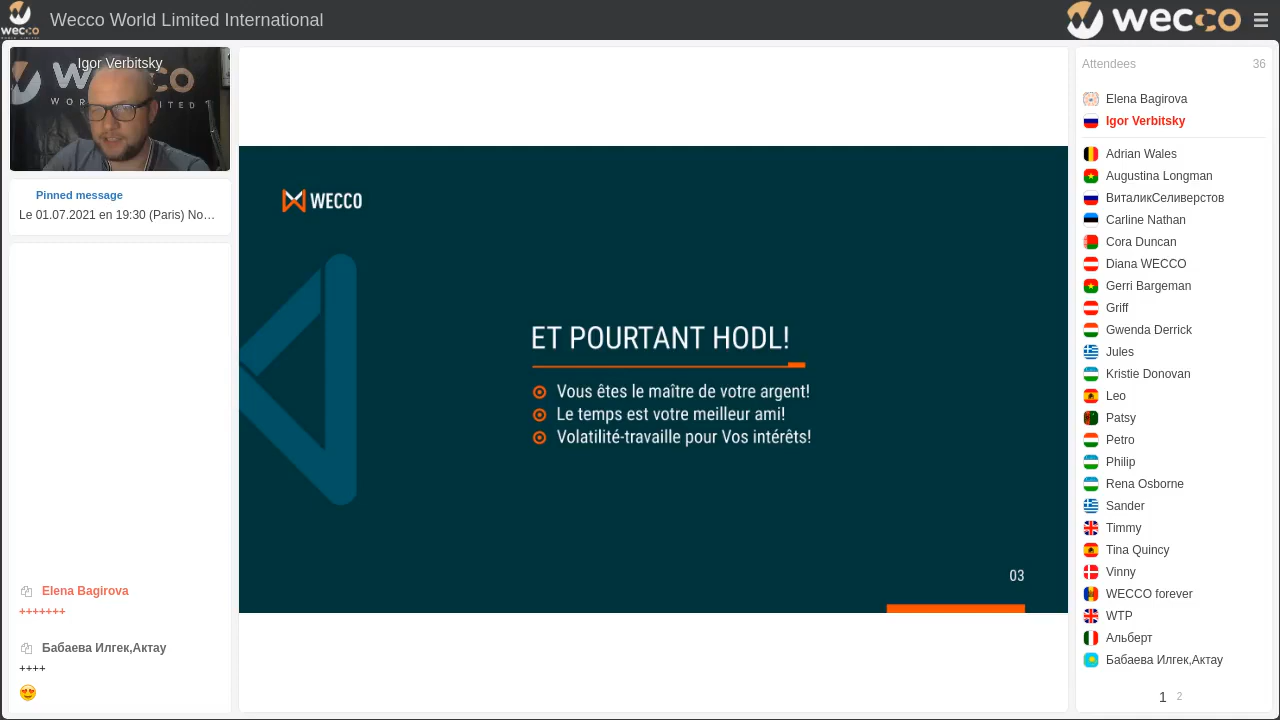 wecco
Wecco World Limited International
wecco
Igor Verbitsky
Pinned message
Le 01.07.2021 en 19:30 (Paris) No…
Elena Bagirova
+++++++
Бабаева Илгек,Актау
++++
WECCO
ET POURTANT HODL!
Vous êtes le maître de votre argent!
Le temps est votre meilleur ami!
Volatilité-travaille pour Vos intérêts!
03
Attendees 36
Elena Bagirova
Igor Verbitsky
Adrian Wales
Augustina Longman
ВиталикСеливерстов
Carline Nathan
Cora Duncan
Diana WECCO
Gerri Bargeman
Griff
Gwenda Derrick
Jules
Kristie Donovan
Leo
Patsy
Petro
Philip
Rena Osborne
Sander
Timmy
Tina Quincy
Vinny
WECCO forever
WTP
Альберт
Бабаева Илгек,Актау
1 2